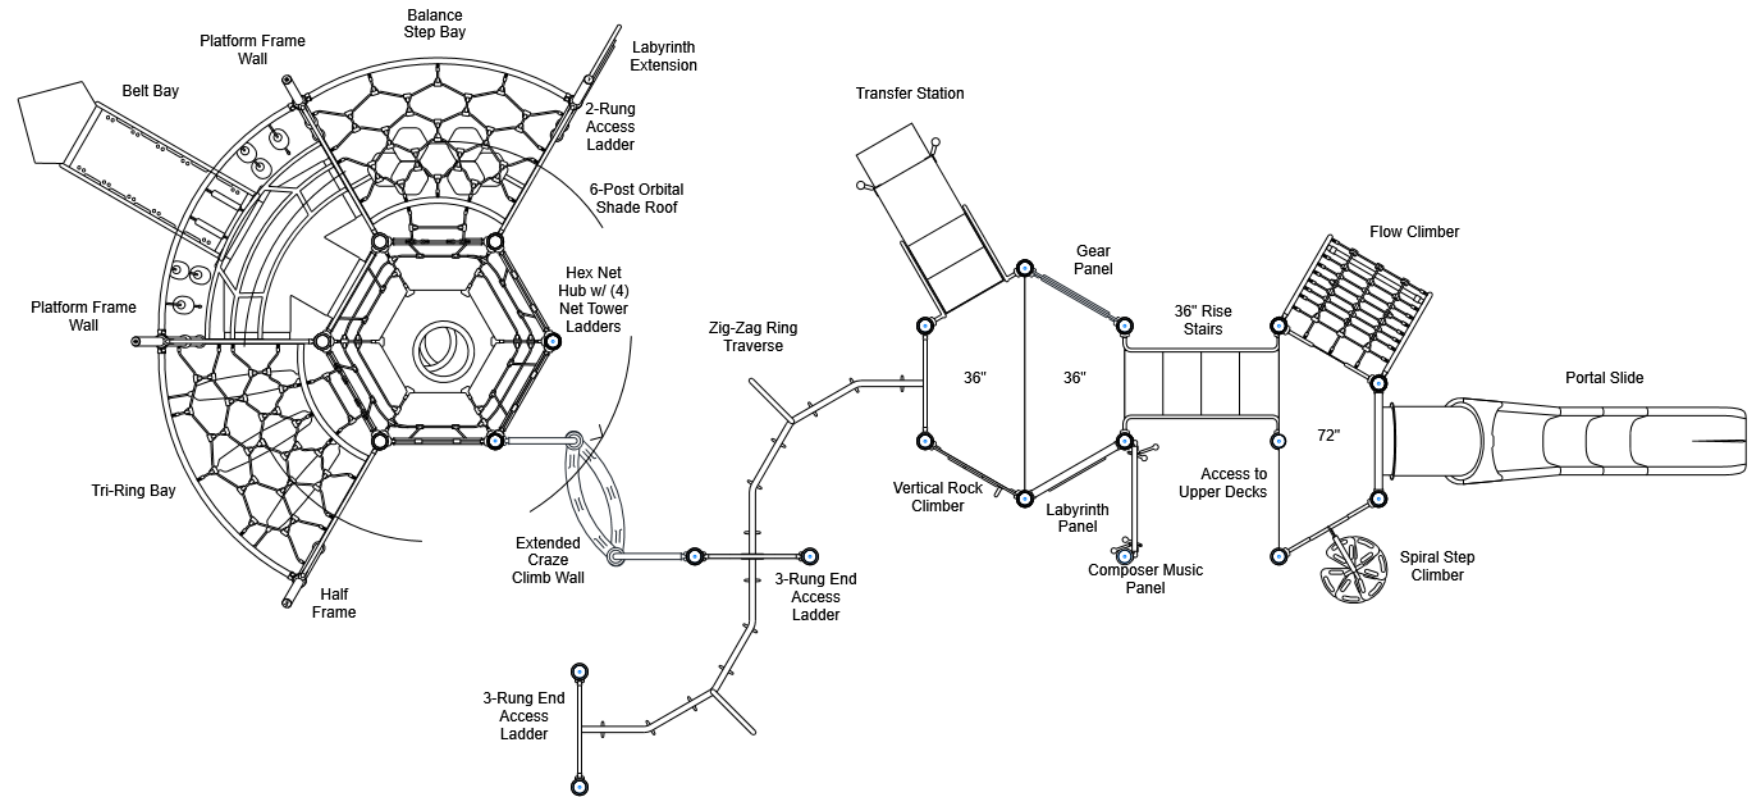 Balance
Step Bay
Platform Frame
Wall
Labyrinth
Extension
Belt Bay
2-Rung
Access
Ladder
Transfer Station
6-Post Orbital
Shade Roof
Flow Climber
Gear
Panel
Hex Net
Hub w/ (4)
Net Tower
Ladders
Platform Frame
Wall
Zig-Zag Ring
Traverse
36" Rise
Stairs
36"
36"
Portal Slide
72"
Tri-Ring Bay
Vertical Rock
Climber
Labyrinth
Panel
Access to
Upper Decks
Extended
Craze
Climb Wall
3-Rung End
Access
Ladder
Composer Music
Panel
Spiral Step
Climber
Half
Frame
3-Rung End
Access
Ladder